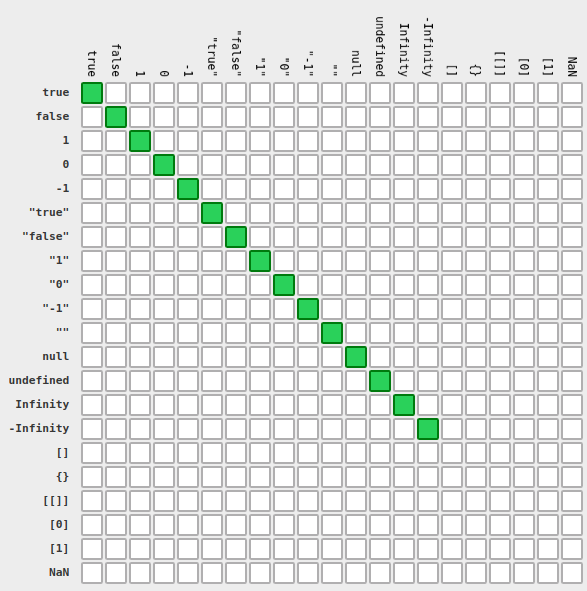 true
false
1
0
-1
"true"
"false"
"1"
"0"
"-1"
""
null
undefined
Infinity
-Infinity
[]
{}
[[]]
[0]
[1]
NaN
true
false
1
0
-1
"true"
"false"
"1"
"0"
"-1"
""
null
undefined
Infinity
-Infinity
[]
{}
[[]]
[0]
[1]
NaN